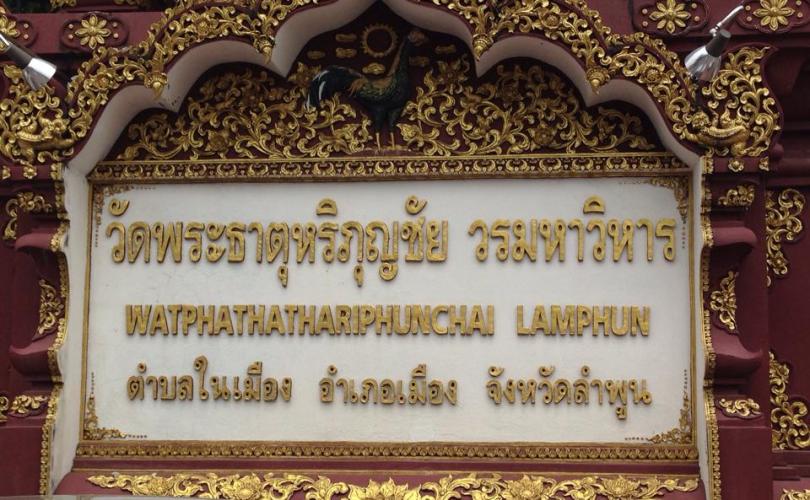 วัดพระธาตุหริภุญชัย วรมหาวิหาร
WATPHATHATHARIPHUNCHAI LAMPHUN
ตำบลในเมือง อำเภอเมือง จังหวัดลำพูน